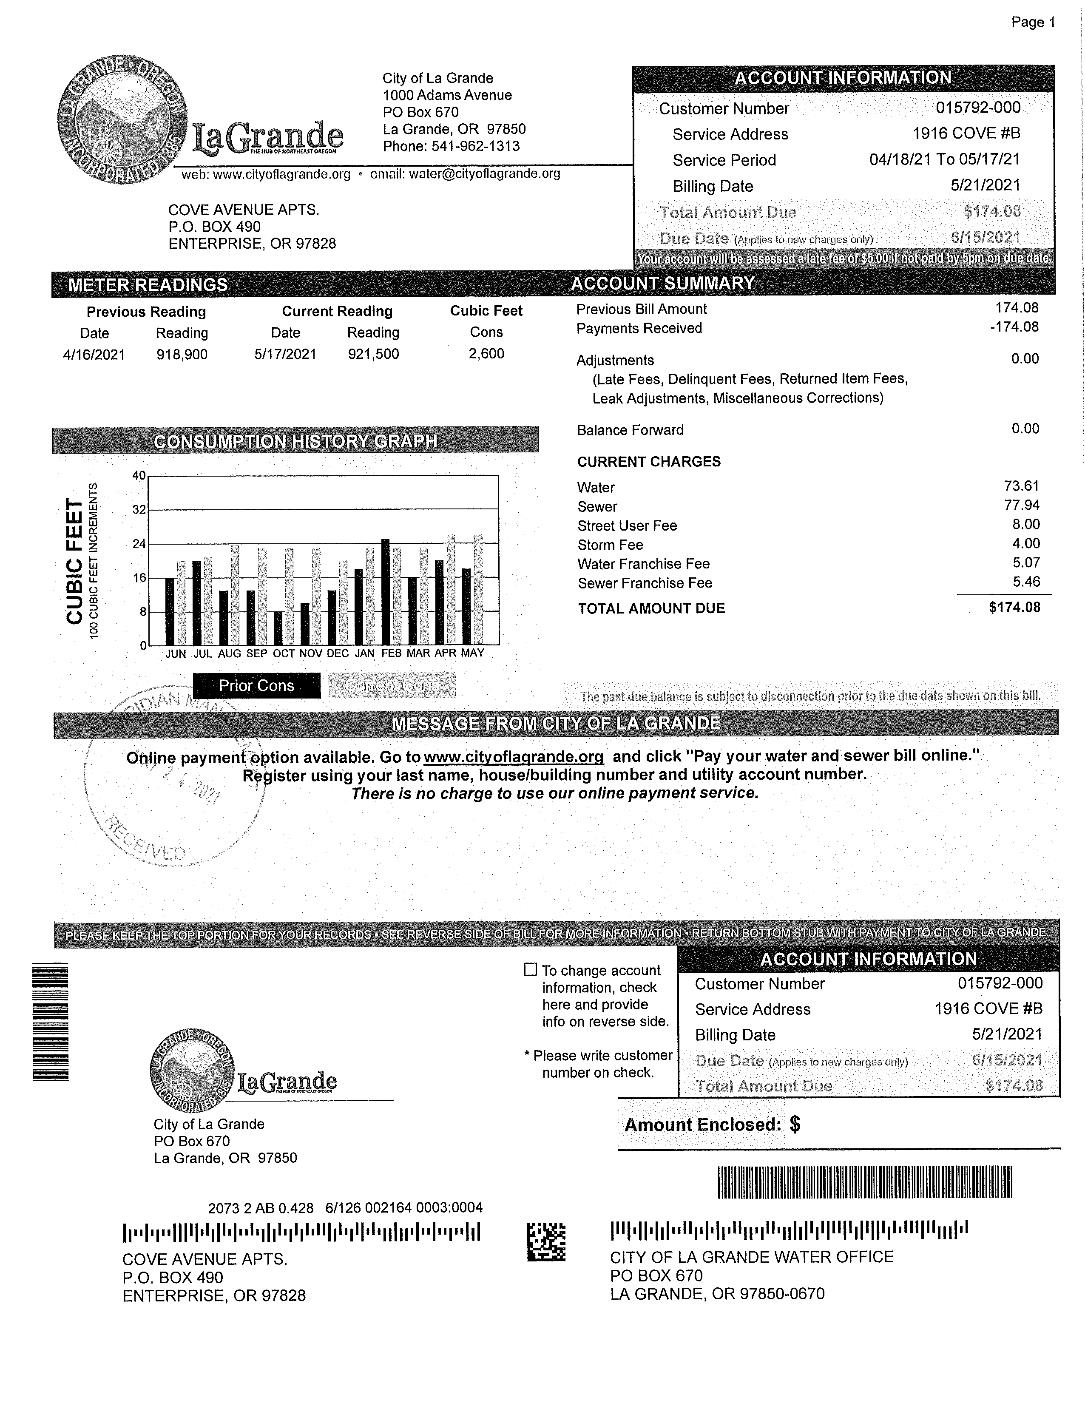 Page 1
LaGrande
THE HUB OF NORTHEAST OREGON
City of La Grande
1000 Adams Avenue
PO Box 670
La Grande, OR 97850
Phone: 541-962-1313
web: www.cityoflagrande.org • email: water@cityoflagrande.org
COVE AVENUE APTS.
P.O. BOX 490
ENTERPRISE, OR 97828
ACCOUNT INFORMATION
Customer Number 015792-000
Service Address 1916 COVE #B
Service Period 04/18/21 To 05/17/21
Billing Date 5/21/2021
Total Amount Due $174.08
Due Date (Applies to new charges only) 6/15/2021
Your account will be assessed a late fee of $5.00 if not paid by 5pm on due date.
METER READINGS
Previous Reading Current Reading Cubic Feet
Date Reading Date Reading Cons
4/16/2021 918,900 5/17/2021 921,500 2,600
ACCOUNT SUMMARY
Previous Bill Amount 174.08
Payments Received -174.08
Adjustments 0.00
(Late Fees, Delinquent Fees, Returned Item Fees,
Leak Adjustments, Miscellaneous Corrections)
Balance Forward 0.00
CURRENT CHARGES
Water 73.61
Sewer 77.94
Street User Fee 8.00
Storm Fee 4.00
Water Franchise Fee 5.07
Sewer Franchise Fee 5.46
TOTAL AMOUNT DUE $174.08
The past due balance is subject to disconnection prior to the due date shown on this bill.
CONSUMPTION HISTORY GRAPH
CUBIC FEET
100 CUBIC FEET INCREMENTS
40
32
24
16
8
0
JUN JUL AUG SEP OCT NOV DEC JAN FEB MAR APR MAY
Prior Cons
MESSAGE FROM CITY OF LA GRANDE
Online payment option available. Go to www.cityoflagrande.org and click "Pay your water and sewer bill online."
Register using your last name, house/building number and utility account number.
There is no charge to use our online payment service.
24 2021
RECEIVED
PLEASE KEEP THE TOP PORTION FOR YOUR RECORDS • SEE REVERSE SIDE OF BILL FOR MORE INFORMATION • RETURN BOTTOM STUB WITH PAYMENT TO CITY OF LA GRANDE
LaGrande
City of La Grande
PO Box 670
La Grande, OR 97850
To change account
information, check
here and provide
info on reverse side.
* Please write customer
number on check.
ACCOUNT INFORMATION
Customer Number 015792-000
Service Address 1916 COVE #B
Billing Date 5/21/2021
Due Date (Applies to new charges only) 6/15/2021
Total Amount Due $174.08
Amount Enclosed: $
2073 2 AB 0.428 6/126 002164 0003:0004
COVE AVENUE APTS.
P.O. BOX 490
ENTERPRISE, OR 97828
CITY OF LA GRANDE WATER OFFICE
PO BOX 670
LA GRANDE, OR 97850-0670